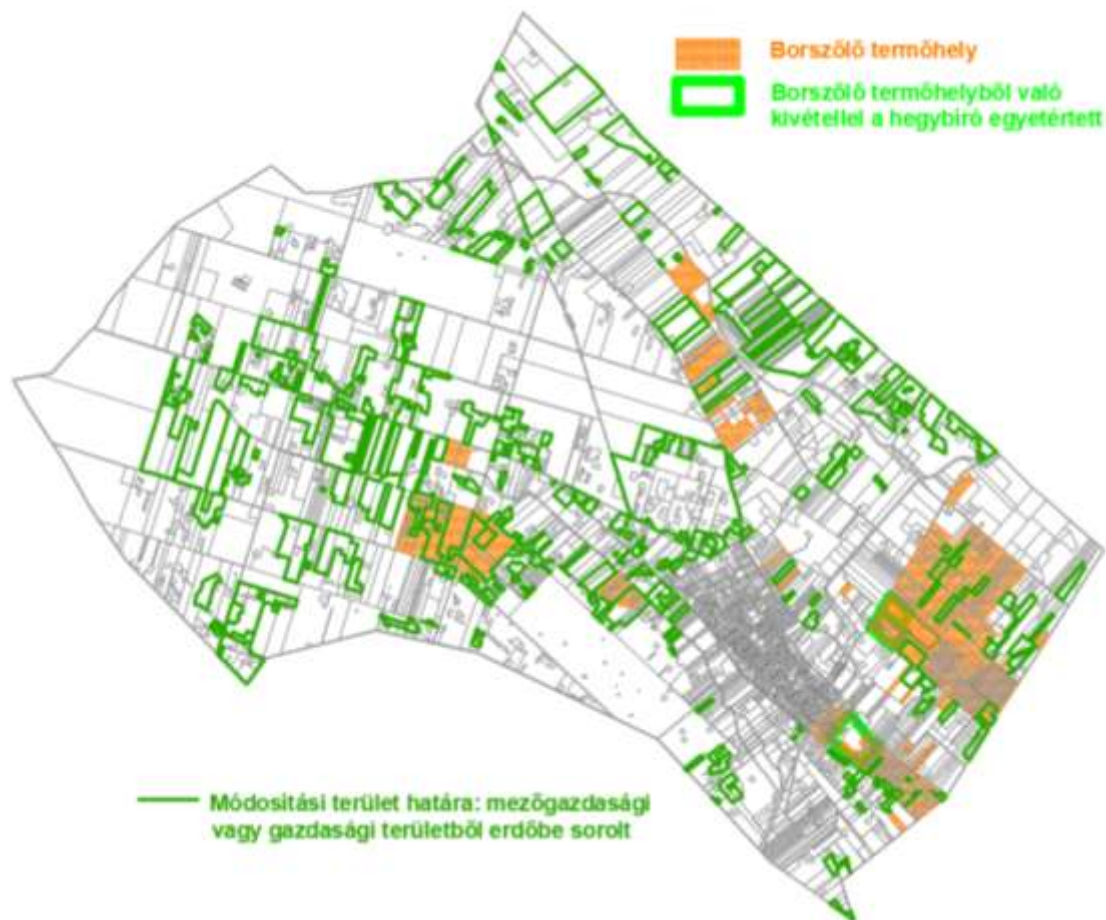 Borszőlő termőhely
Borszőlő termőhelyből való
kivétellel a hegybíró egyetértett
Módosítási terület határa: mezőgazdasági
vagy gazdasági területből erdőbe sorolt